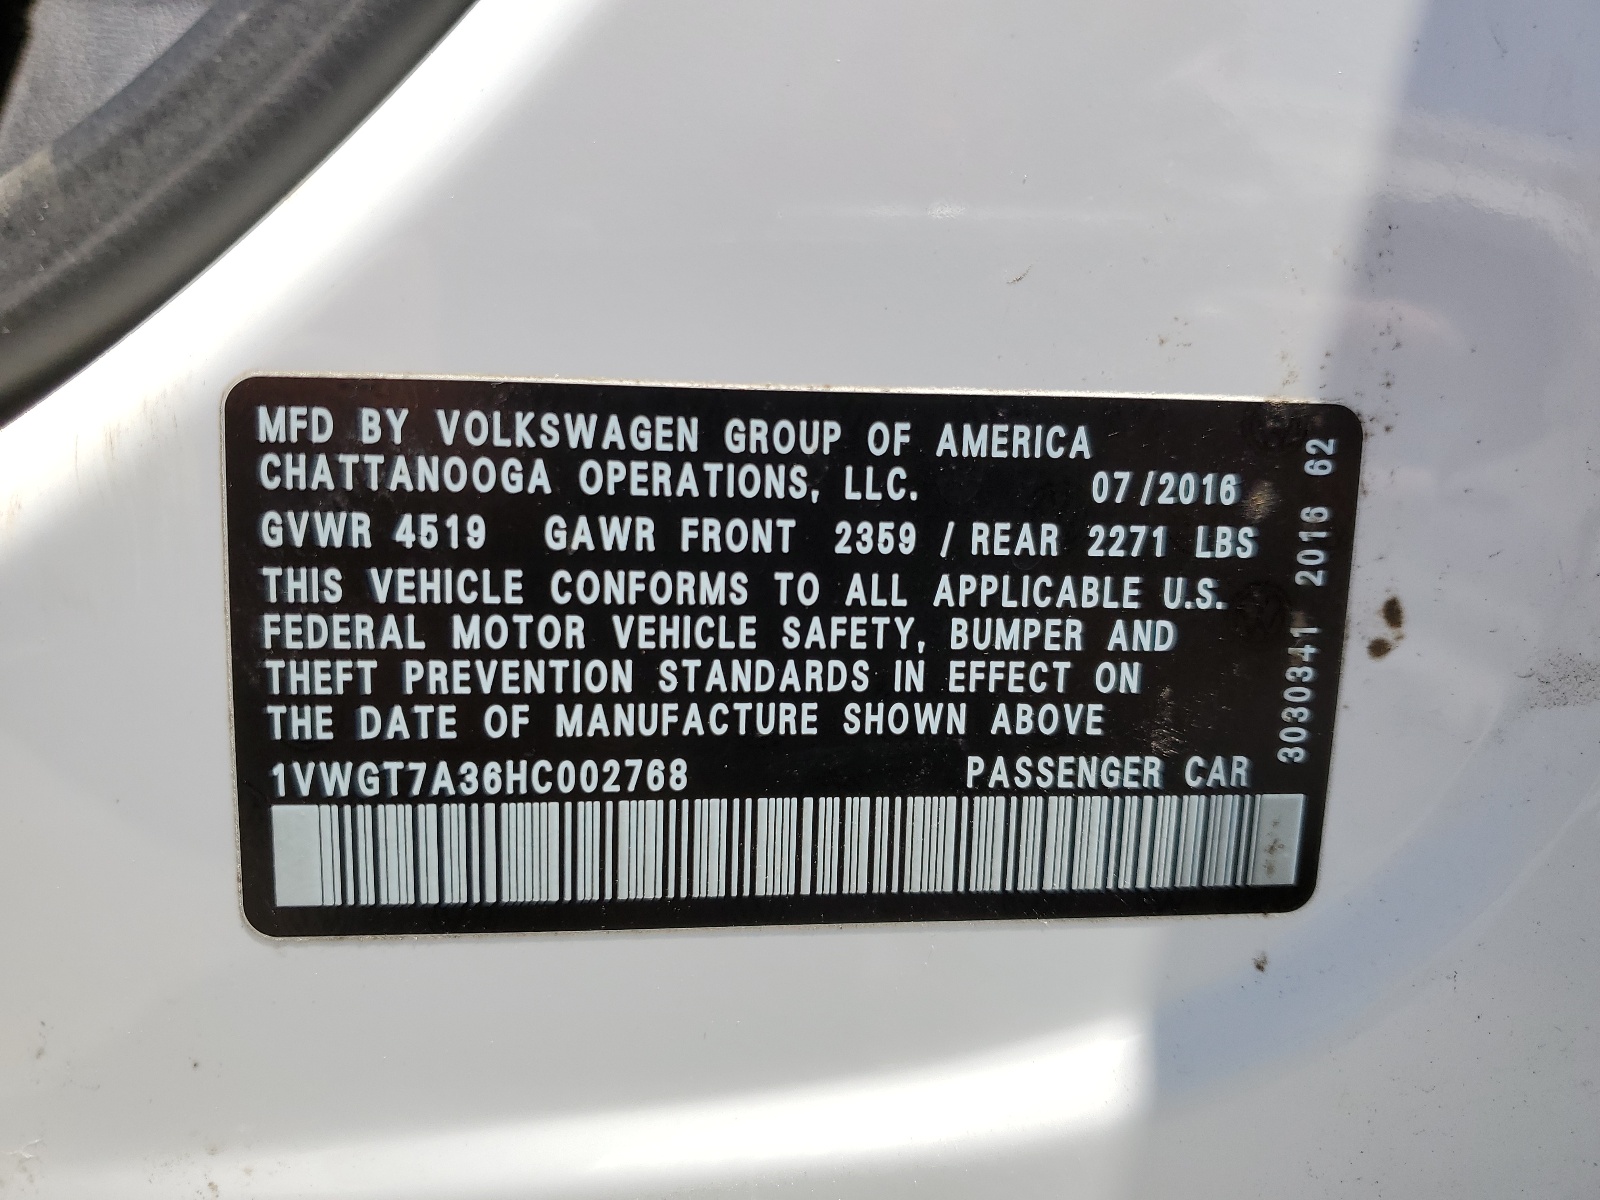 MFD BY VOLKSWAGEN GROUP OF AMERICA
CHATTANOOGA OPERATIONS, LLC. 07/2016
GVWR 4519 GAWR FRONT 2359 / REAR 2271 LBS
THIS VEHICLE CONFORMS TO ALL APPLICABLE U.S.
FEDERAL MOTOR VEHICLE SAFETY, BUMPER AND
THEFT PREVENTION STANDARDS IN EFFECT ON
THE DATE OF MANUFACTURE SHOWN ABOVE
1VWGT7A36HC002768 PASSENGER CAR
3030341 2016 62